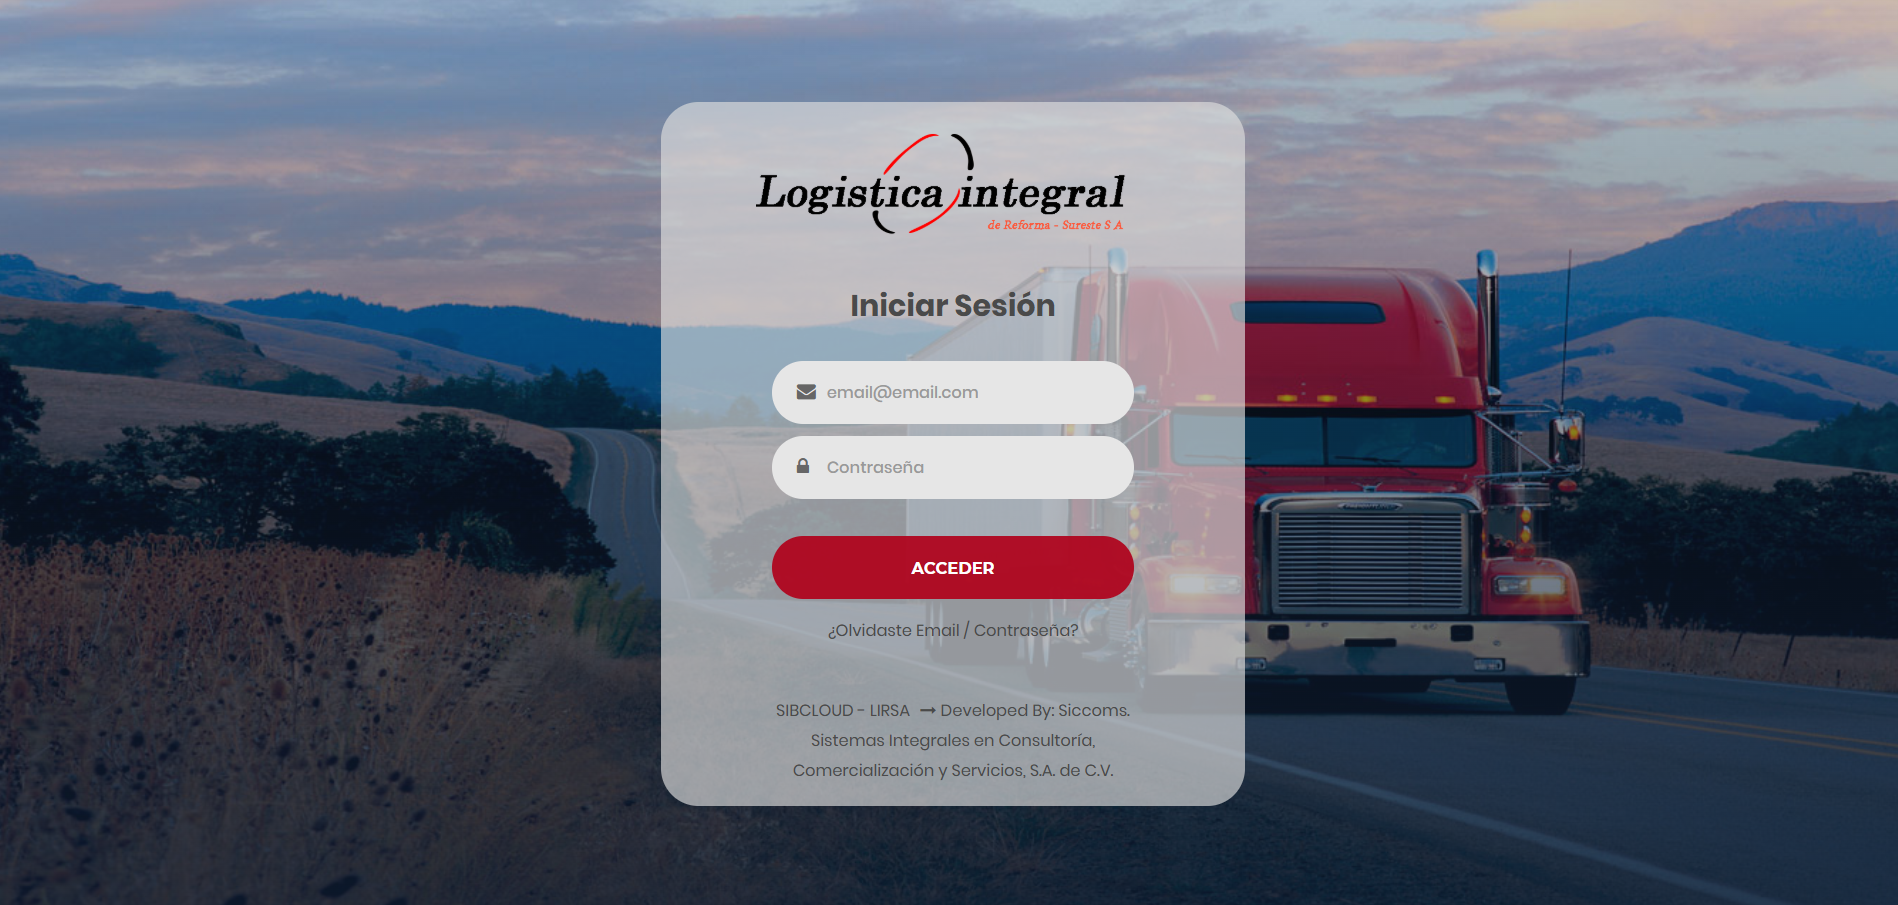 Logistica integral
de Reforma - Sureste S A
Iniciar Sesión
email@email.com
Contraseña
ACCEDER
¿Olvidaste Email / Contraseña?
SIBCLOUD - LIRSA ⟶ Developed By: Siccoms.
Sistemas Integrales en Consultoría,
Comercialización y Servicios, S.A. de C.V.